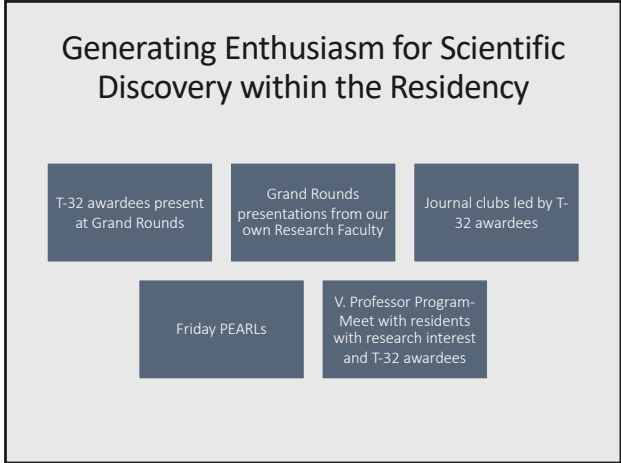 Generating Enthusiasm for Scientific
Discovery within the Residency
T-32 awardees present
at Grand Rounds
Grand Rounds
presentations from our
own Research Faculty
Journal clubs led by T-
32 awardees
Friday PEARLs
V. Professor Program-
Meet with residents
with research interest
and T-32 awardees